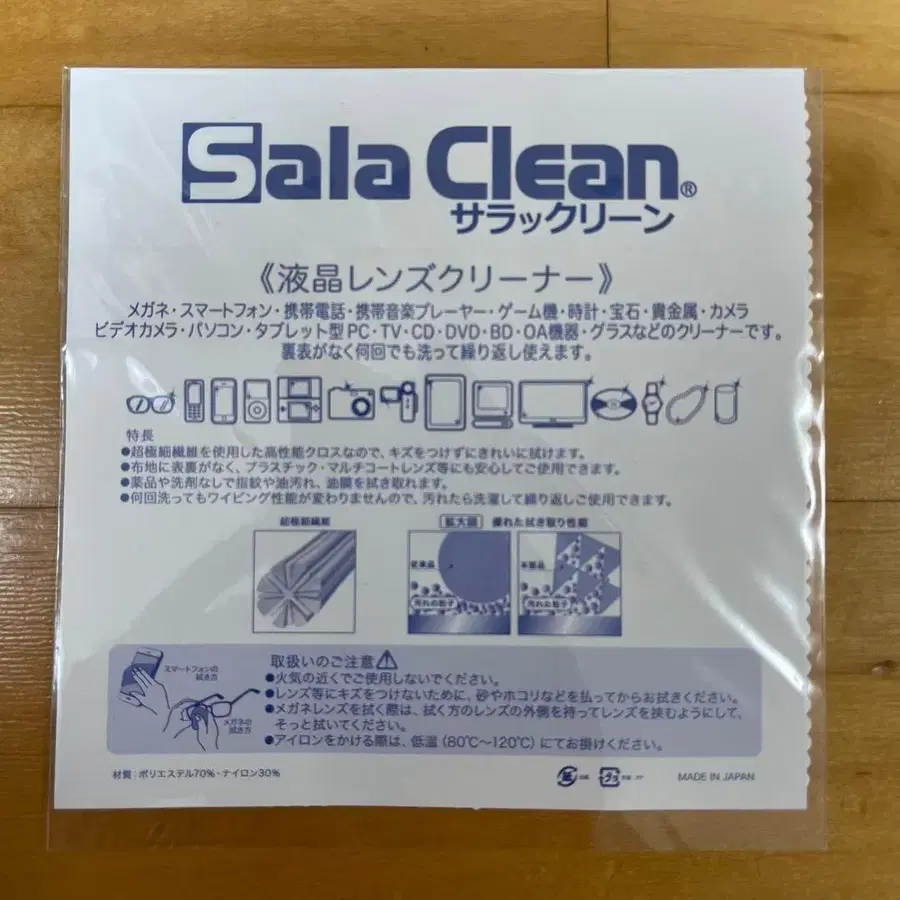 Sala Clean®
サラックリーン
《液晶レンズクリーナー》
メガネ・スマートフォン・携帯電話・携帯音楽プレーヤー・ゲーム機・時計・宝石・貴金属・カメラ
ビデオカメラ・パソコン・タブレット型PC・TV・CD・DVD・BD・OA機器・グラスなどのクリーナーです。
裏表がなく何回でも洗って繰り返し使えます。
特長
●超極細繊維を使用した高性能クロスなので、キズをつけずにきれいに拭けます。
●布地に表裏がなく、プラスチック・マルチコートレンズ等にも安心してご使用できます。
●薬品や洗剤なしで指紋や油汚れ、油膜を拭き取れます。
●何回洗ってもワイピング性能が変わりませんので、汚れたら洗濯して繰り返しご使用できます。
超極細繊維
拡大図 優れた拭き取り性能
従来品 本製品
汚れの粒子 汚れの粒子
取扱いのご注意
スマートフォンの
拭き方
●火気の近くでご使用しないでください。
●レンズ等にキズをつけないために、砂やホコリなどを払ってからお拭きください。
●メガネレンズを拭く際は、拭く方のレンズの外側を持ってレンズを挟むようにして、
そっと拭いてください。
メガネの
拭き方
●アイロンをかける際は、低温(80℃〜120℃)にてお掛けください。
材質:ポリエステル70%・ナイロン30%
紙 プラ MADE IN JAPAN